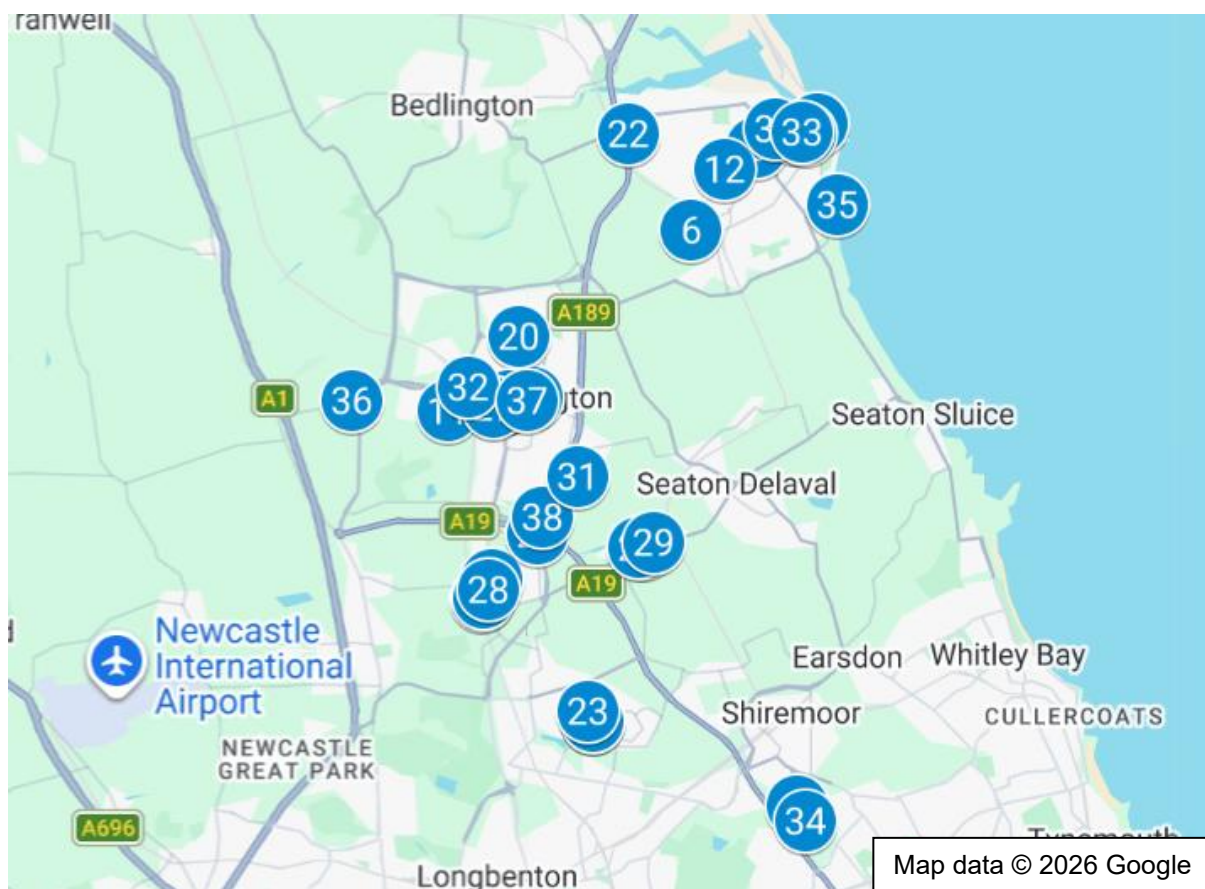 Bedlington
22
33
12
35
6
A189
20
32
37
36
A1
Seaton Sluice
31
Seaton Delaval
38
A19
29
28
A19
Newcastle
International
Airport
Earsdon
Whitley Bay
23
Shiremoor
CULLERCOATS
NEWCASTLE
GREAT PARK
34
A696
Longbenton
Map data © 2026 Google